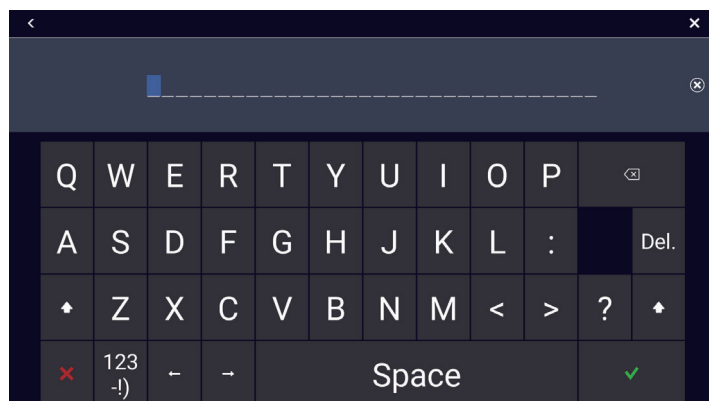 Q W E R T Y U I O P
A S D F G H J K L : Del.
Z X C V B N M < > ?
123
-!) ← → Space